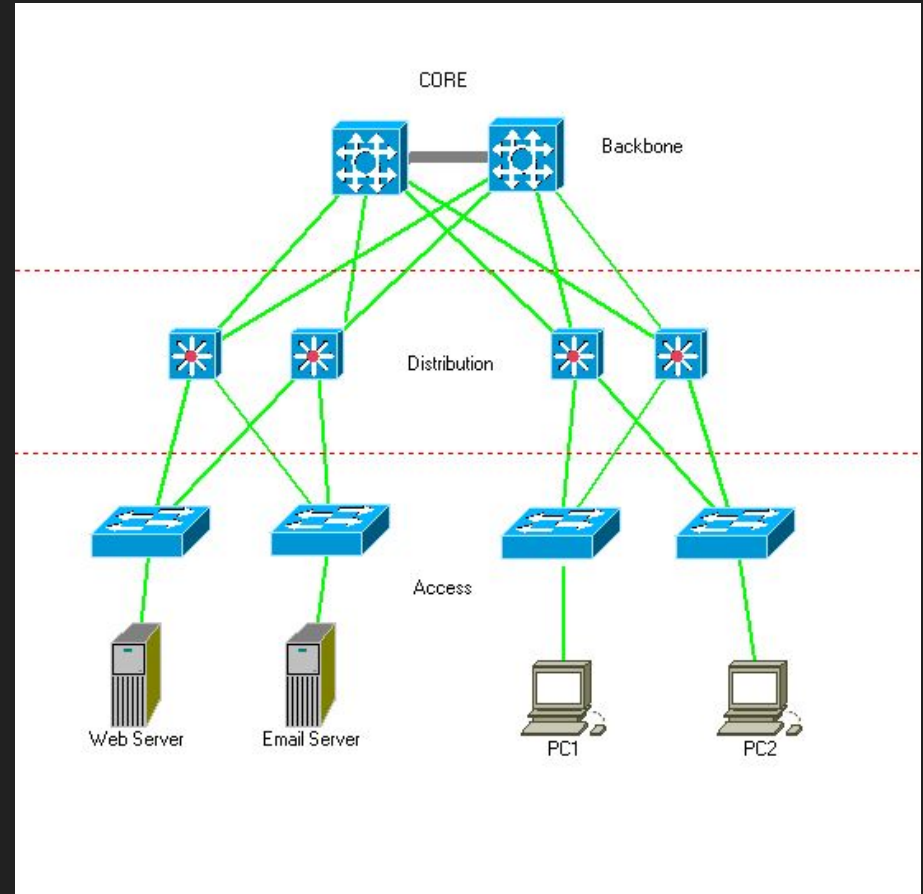 CORE
Backbone
Distribution
Access
Web Server
Email Server
PC1
PC2